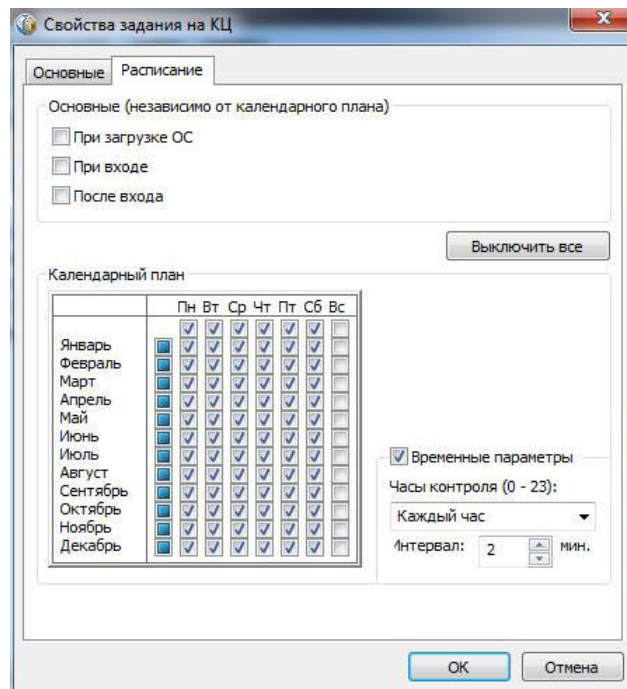 Свойства задания на КЦ
Основные Расписание
Основные (независимо от календарного плана)
При загрузке ОС
При входе
После входа
Выключить все
Календарный план
Пн Вт Ср Чт Пт Сб Вс
Январь
Февраль
Март
Апрель
Май
Июнь
Июль
Август
Сентябрь
Октябрь
Ноябрь
Декабрь
Временные параметры
Часы контроля (0 - 23):
Каждый час
Интервал: 2 мин.
ОК Отмена